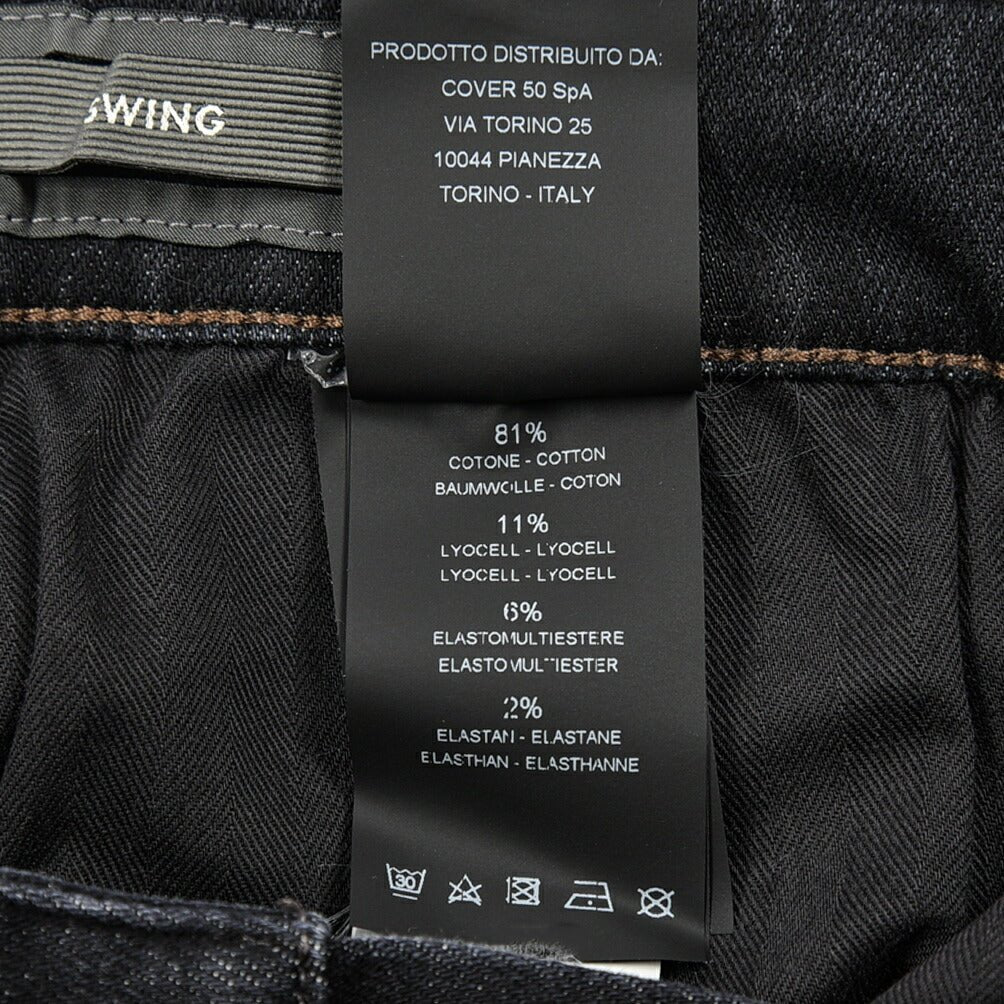 SWING
PRODOTTO DISTRIBUITO DA:
COVER 50 SpA
VIA TORINO 25
10044 PIANEZZA
TORINO - ITALY
81%
COTONE - COTTON
BAUMWOLLE - COTON
11%
LYOCELL - LYOCELL
LYOCELL - LYOCELL
6%
ELASTOMULTIESTERE
ELASTOMULTIESTER
2%
ELASTAN - ELASTANE
ELASTHAN - ELASTHANNE
30